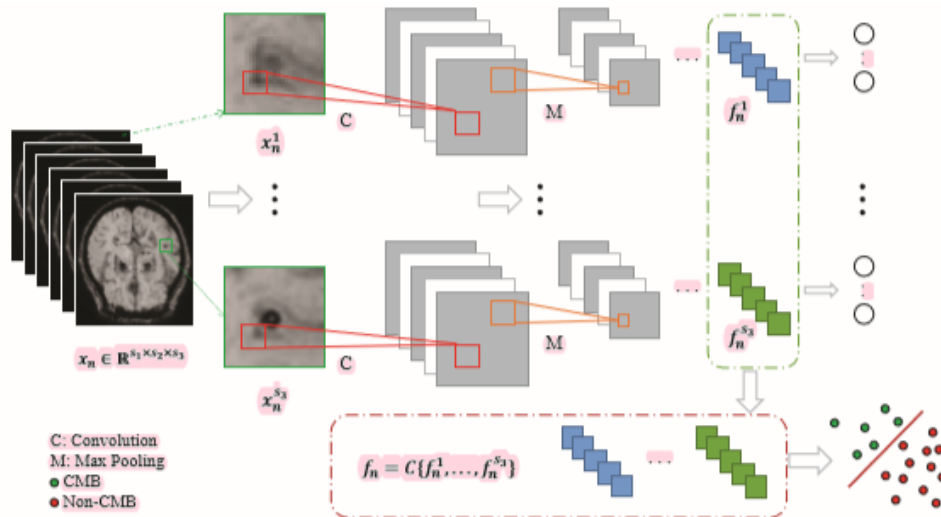 C
M
...
f_n^1
x_n^1
x_n ∈ ℝ^{s_1×s_2×s_3}
C
M
...
f_n^{s_3}
x_n^{s_3}
C: Convolution
M: Max Pooling
CMB
Non-CMB
f_n = C{f_n^1,...,f_n^{s_3}}
...